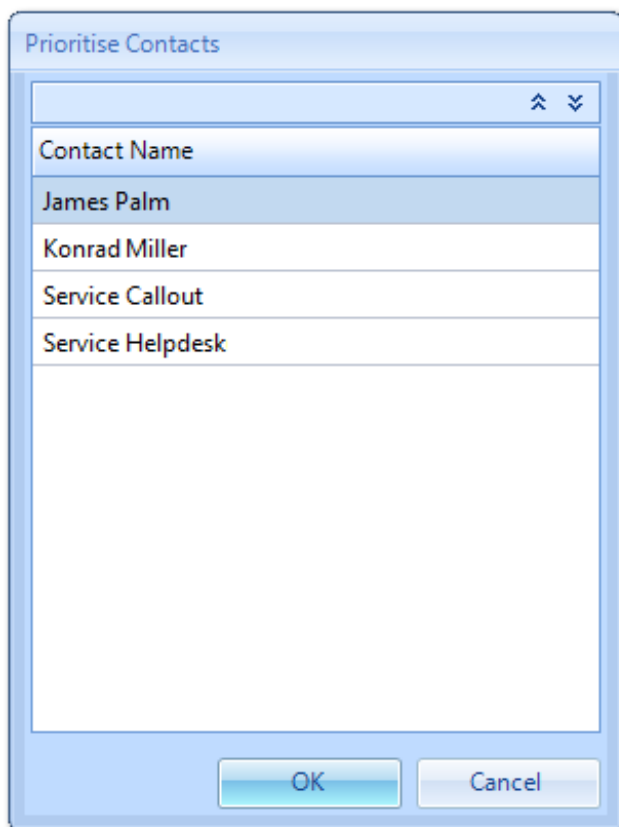 Prioritise Contacts
Contact Name
James Palm
Konrad Miller
Service Callout
Service Helpdesk
OK Cancel